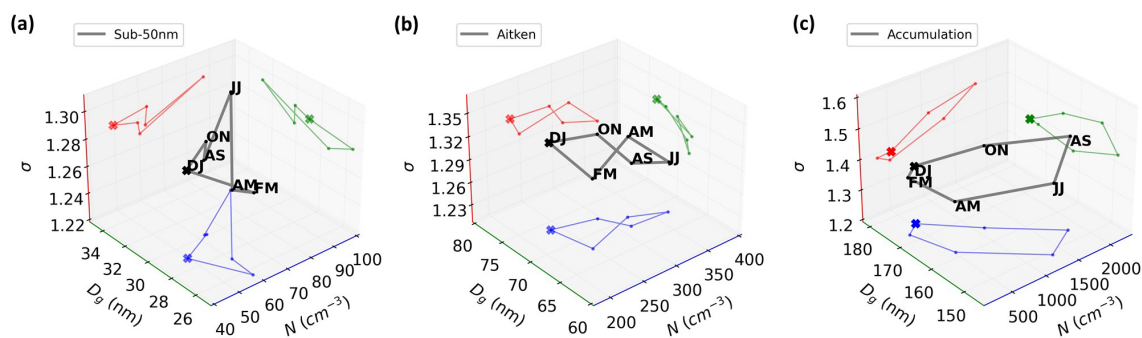 (a)
Sub-50nm
σ
1.30
1.28
1.26
1.24
1.22
34
32
30
28
26
D_g (nm)
40
50
60
70
80
90
100
N (cm⁻³)
JJ
ON
AS
DJ
AM
FM
(b)
Aitken
σ
1.35
1.32
1.29
1.26
1.23
80
75
70
65
60
D_g (nm)
200
250
300
350
400
N (cm⁻³)
DJ
ON
AM
AS
JJ
FM
(c)
Accumulation
σ
1.6
1.5
1.4
1.3
1.2
180
170
160
150
D_g (nm)
500
1000
1500
2000
N (cm⁻³)
AS
ON
DJ
FM
JJ
AM